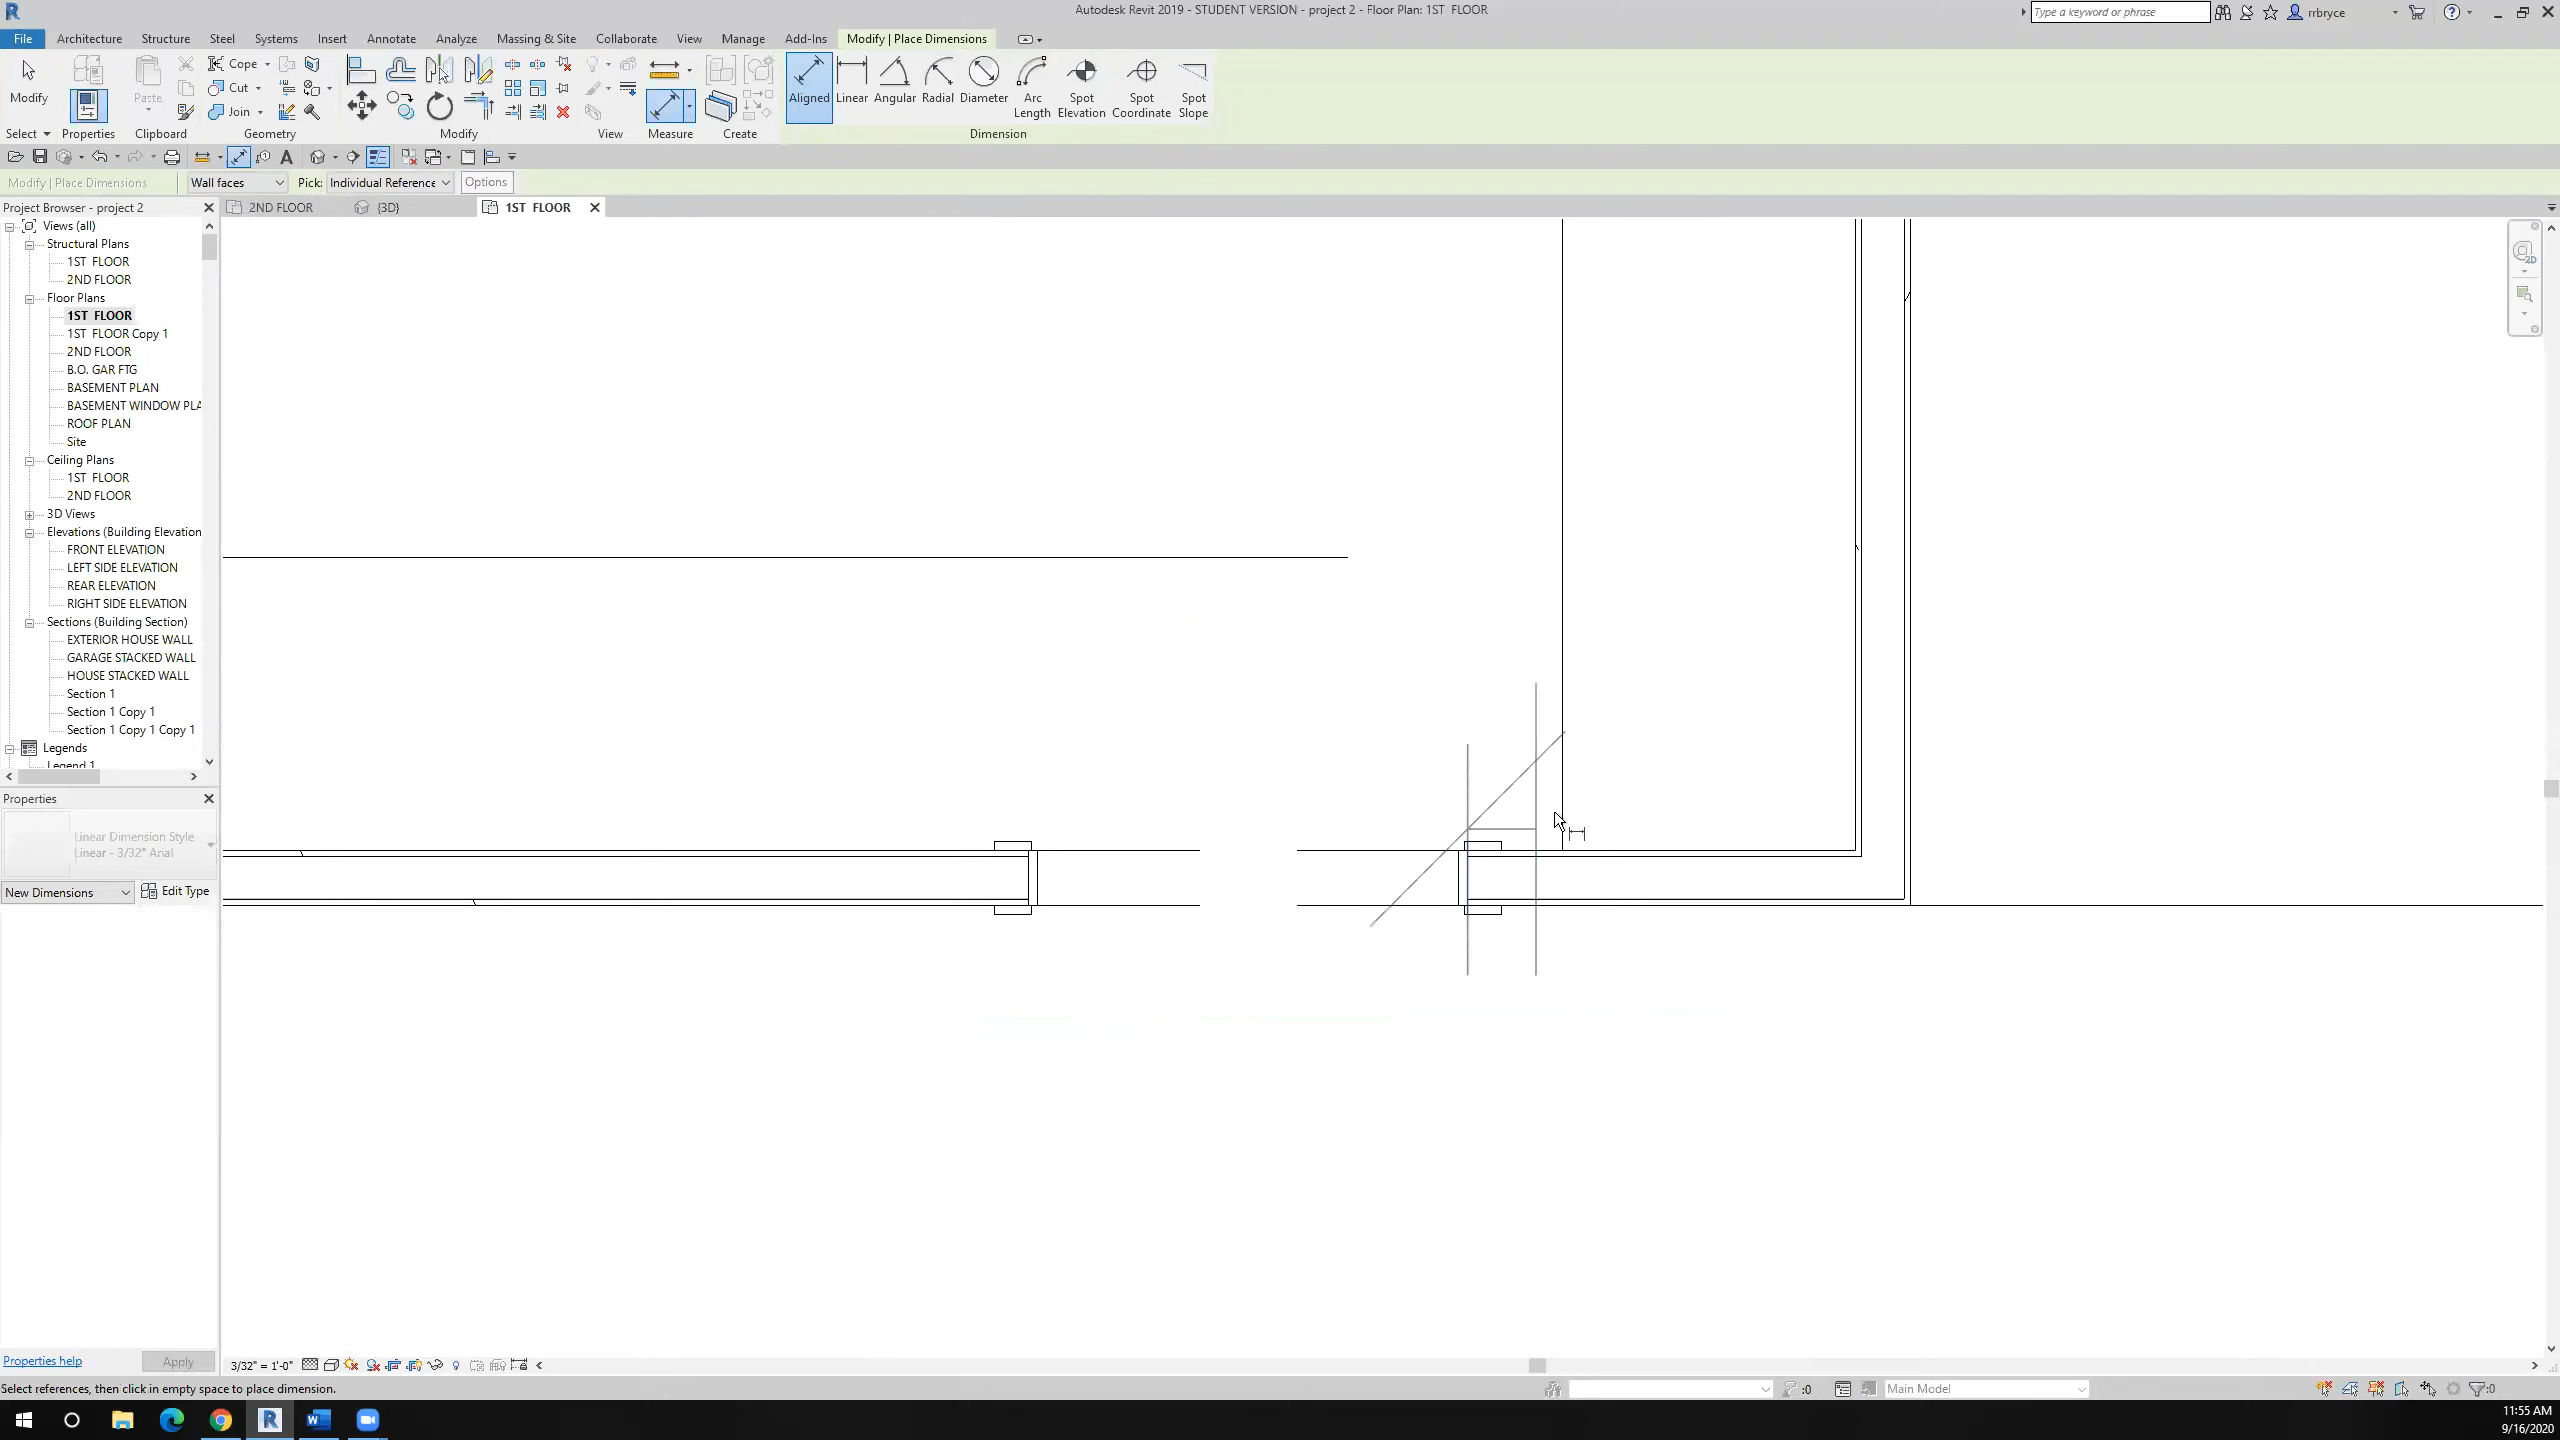 Autodesk Revit 2019 - STUDENT VERSION - project 2 - Floor Plan: 1ST  FLOOR
Type a keyword or phrase
rrbryce
File Architecture Structure Steel Systems Insert Annotate Analyze Massing & Site Collaborate View Manage Add-Ins Modify | Place Dimensions
Modify
Paste
Cope
Cut
Join
Aligned Linear Angular Radial Diameter Arc Length Spot Elevation Spot Coordinate Spot Slope
Select Properties Clipboard Geometry Modify View Measure Create Dimension
Modify | Place Dimensions Wall faces Pick: Individual Reference Options
Project Browser - project 2
2ND FLOOR {3D} 1ST  FLOOR
Views (all)
Structural Plans
1ST  FLOOR
2ND FLOOR
Floor Plans
1ST  FLOOR
1ST  FLOOR Copy 1
2ND FLOOR
B.O. GAR FTG
BASEMENT PLAN
BASEMENT WINDOW PLA
ROOF PLAN
Site
Ceiling Plans
1ST  FLOOR
2ND FLOOR
3D Views
Elevations (Building Elevation
FRONT ELEVATION
LEFT SIDE ELEVATION
REAR ELEVATION
RIGHT SIDE ELEVATION
Sections (Building Section)
EXTERIOR HOUSE WALL
GARAGE STACKED WALL
HOUSE STACKED WALL
Section 1
Section 1 Copy 1
Section 1 Copy 1 Copy 1
Legends
Legend 1
Properties
Linear Dimension Style
Linear - 3/32" Arial
New Dimensions Edit Type
Properties help Apply
3/32" = 1'-0"
2D
Select references, then click in empty space to place dimension.
:0 Main Model :0
11:55 AM
9/16/2020